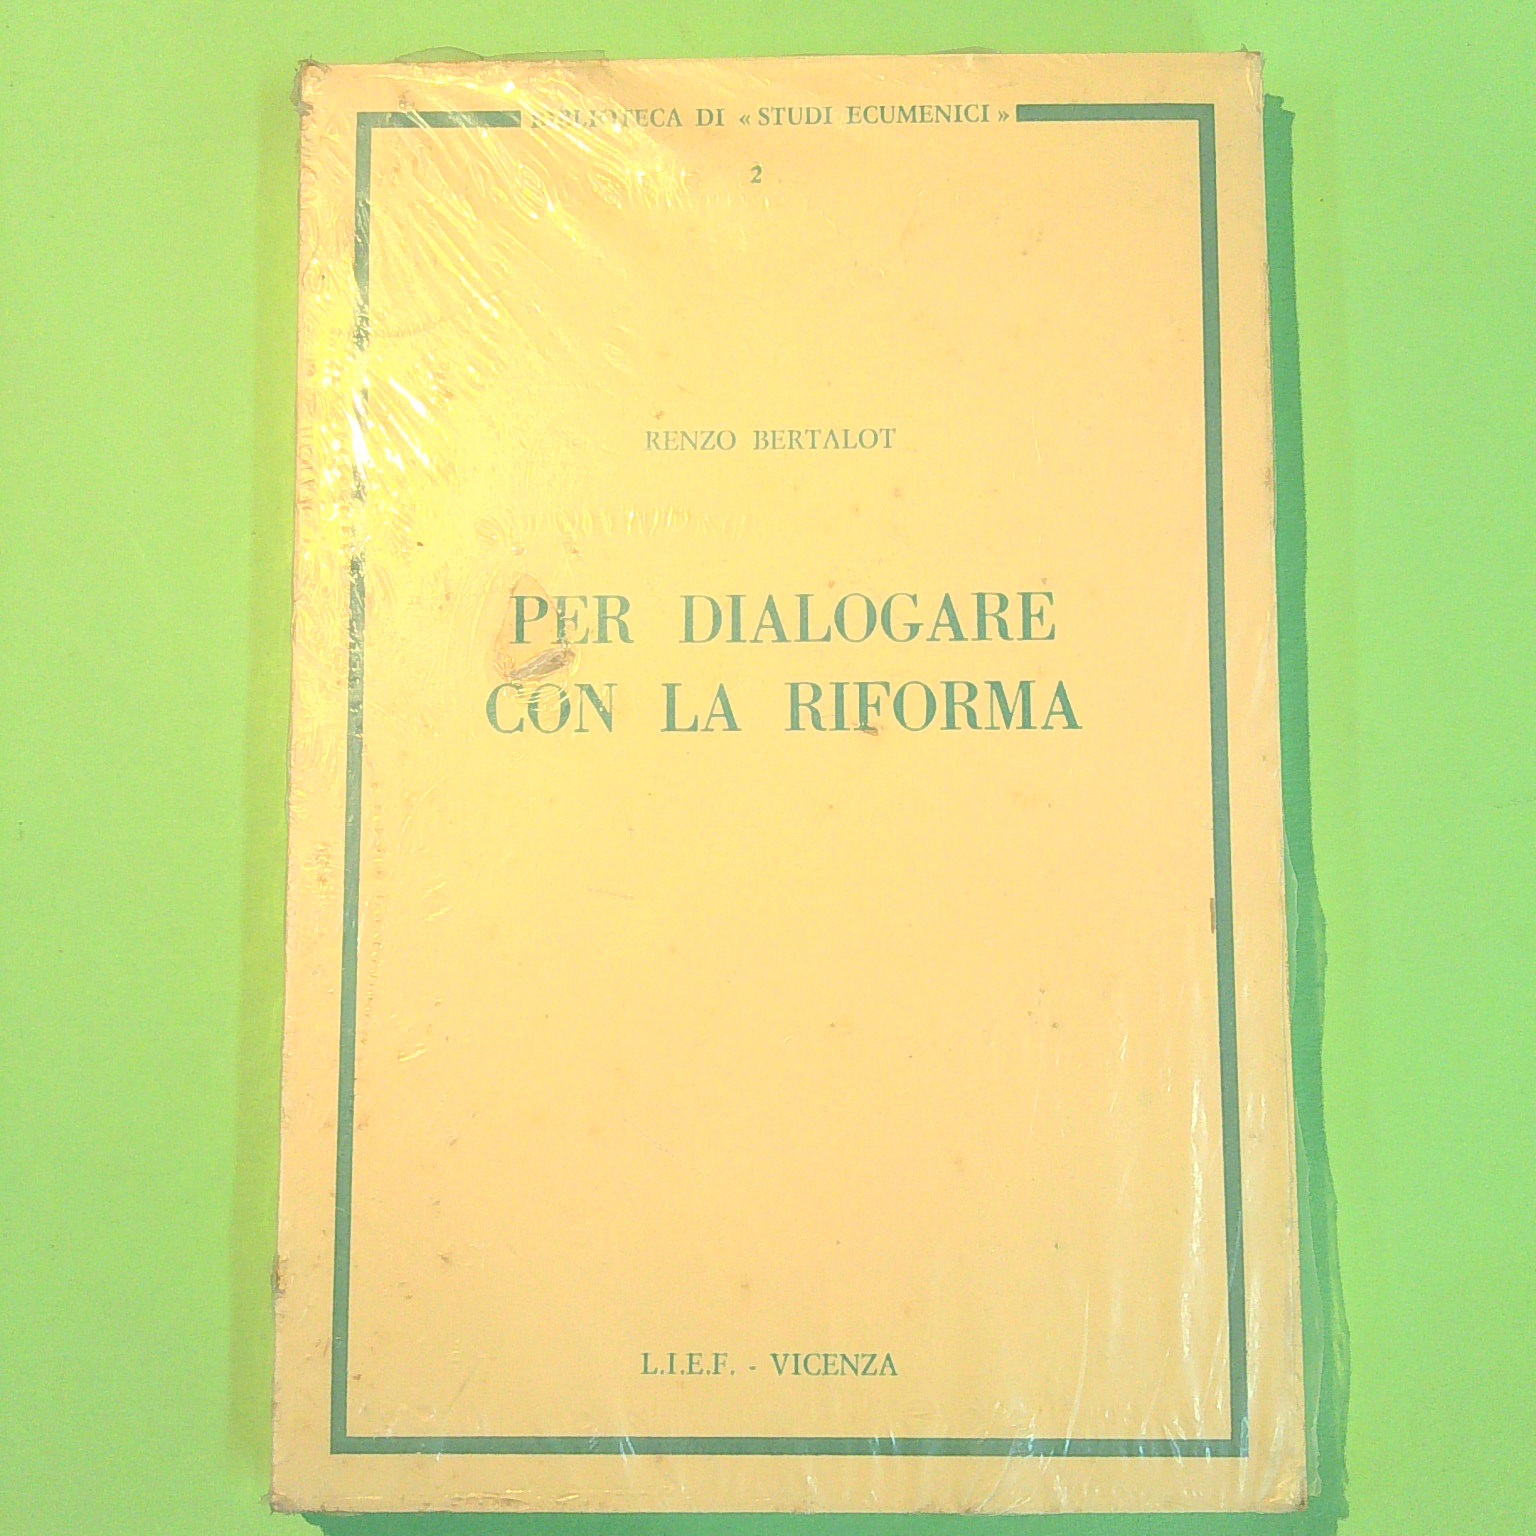 BIBLIOTECA DI « STUDI ECUMENICI »
2
RENZO BERTALOT
PER DIALOGARE
CON LA RIFORMA
L.I.E.F. - VICENZA